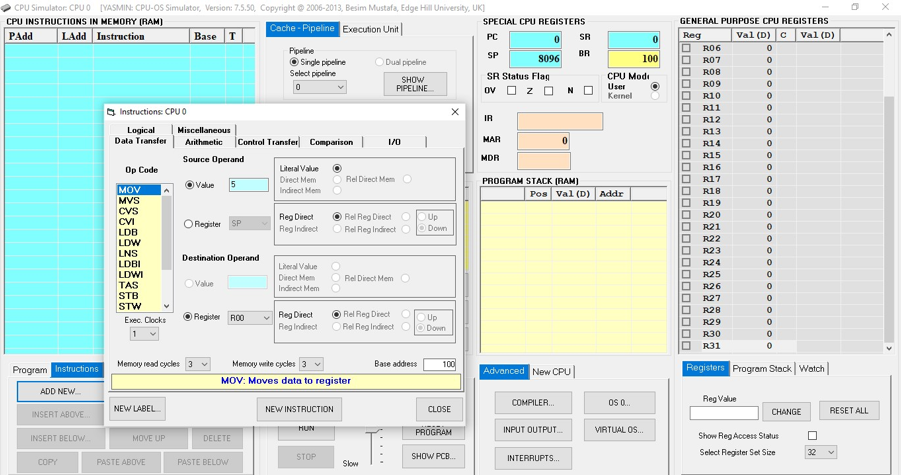 CPU Simulator: CPU 0 [YASMIN, CPU-OS Simulator, Version: 7.5.50, Copyright @ 2006-2013, Besim Mustafa, Edge Hill University, UK]
CPU INSTRUCTIONS IN MEMORY (RAM)
PAdd LAdd Instruction Base T
Cache - Pipeline Execution Unit
Pipeline
Single pipeline Dual pipeline
Select pipeline
0
SHOW PIPELINE...
SPECIAL CPU REGISTERS
PC 0 SR 0
SP 8096 BR 100
SR Status Flag
OV Z N
CPU Mode
User
Kernel
IR
MAR 0
MDR
PROGRAM STACK (RAM)
Pos Val(D) Addr
GENERAL PURPOSE CPU REGISTERS
Reg Val(D) C Val(D)
R06 0
R07 0
R08 0
R09 0
R10 0
R11 0
R12 0
R13 0
R14 0
R15 0
R16 0
R17 0
R18 0
R19 0
R20 0
R21 0
R22 0
R23 0
R24 0
R25 0
R26 0
R27 0
R28 0
R29 0
R30 0
R31 0
Instructions: CPU 0
Logical Miscellaneous
Data Transfer Arithmetic Control Transfer Comparison I/O
Op Code
MOV
MVS
CVS
CVI
LDB
LDW
LNS
LDBI
LDWI
TAS
STB
STW
Exec. Clocks
1
Source Operand
Value 5
Literal Value
Direct Mem Rel Direct Mem
Indirect Mem
Register SP
Reg Direct Rel Reg Direct Up
Reg Indirect Rel Reg Indirect Down
Destination Operand
Value
Literal Value
Direct Mem Rel Direct Mem
Indirect Mem
Register R00
Reg Direct Rel Reg Direct Up
Reg Indirect Rel Reg Indirect Down
Memory read cycles 3 Memory write cycles 3 Base address 100
MOV: Moves data to register
NEW LABEL... NEW INSTRUCTION CLOSE
Program Instructions
ADD NEW...
INSERT ABOVE...
INSERT BELOW... MOVE UP DELETE
COPY PASTE ABOVE PASTE BELOW
RUN
STOP
Slow
PROGRAM
SHOW PCB...
Advanced New CPU
COMPILER... OS 0...
INPUT OUTPUT... VIRTUAL OS...
INTERRUPTS...
Registers Program Stack Watch
Reg Value
CHANGE RESET ALL
Show Reg Access Status
Select Register Set Size 32